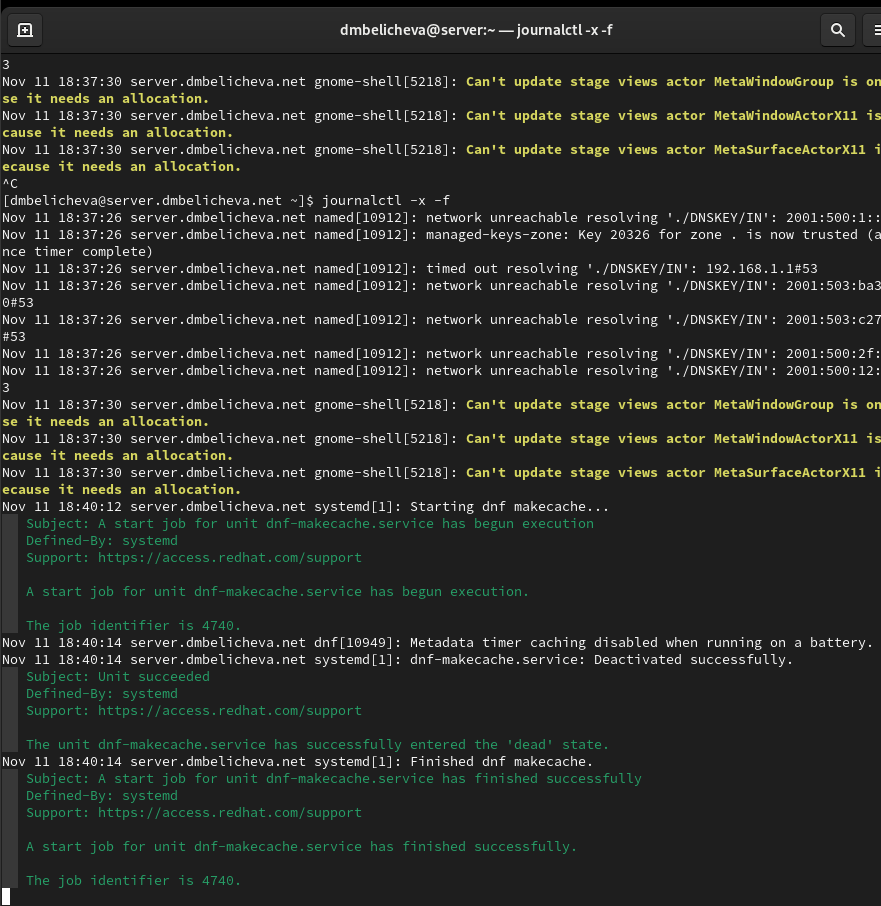 dmbelicheva@server:~ — journalctl -x -f
3
Nov 11 18:37:30 server.dmbelicheva.net gnome-shell[5218]: Can't update stage views actor MetaWindowGroup is on
se it needs an allocation.
Nov 11 18:37:30 server.dmbelicheva.net gnome-shell[5218]: Can't update stage views actor MetaWindowActorX11 is
cause it needs an allocation.
Nov 11 18:37:30 server.dmbelicheva.net gnome-shell[5218]: Can't update stage views actor MetaSurfaceActorX11 i
ecause it needs an allocation.
^C
[dmbelicheva@server.dmbelicheva.net ~]$ journalctl -x -f
Nov 11 18:37:26 server.dmbelicheva.net named[10912]: network unreachable resolving './DNSKEY/IN': 2001:500:1::
Nov 11 18:37:26 server.dmbelicheva.net named[10912]: managed-keys-zone: Key 20326 for zone . is now trusted (a
nce timer complete)
Nov 11 18:37:26 server.dmbelicheva.net named[10912]: timed out resolving './DNSKEY/IN': 192.168.1.1#53
Nov 11 18:37:26 server.dmbelicheva.net named[10912]: network unreachable resolving './DNSKEY/IN': 2001:503:ba3
0#53
Nov 11 18:37:26 server.dmbelicheva.net named[10912]: network unreachable resolving './DNSKEY/IN': 2001:503:c27
#53
Nov 11 18:37:26 server.dmbelicheva.net named[10912]: network unreachable resolving './DNSKEY/IN': 2001:500:2f:
Nov 11 18:37:26 server.dmbelicheva.net named[10912]: network unreachable resolving './DNSKEY/IN': 2001:500:12:
3
Nov 11 18:37:30 server.dmbelicheva.net gnome-shell[5218]: Can't update stage views actor MetaWindowGroup is on
se it needs an allocation.
Nov 11 18:37:30 server.dmbelicheva.net gnome-shell[5218]: Can't update stage views actor MetaWindowActorX11 is
cause it needs an allocation.
Nov 11 18:37:30 server.dmbelicheva.net gnome-shell[5218]: Can't update stage views actor MetaSurfaceActorX11 i
ecause it needs an allocation.
Nov 11 18:40:12 server.dmbelicheva.net systemd[1]: Starting dnf makecache...
Subject: A start job for unit dnf-makecache.service has begun execution
Defined-By: systemd
Support: https://access.redhat.com/support
A start job for unit dnf-makecache.service has begun execution.
The job identifier is 4740.
Nov 11 18:40:14 server.dmbelicheva.net dnf[10949]: Metadata timer caching disabled when running on a battery.
Nov 11 18:40:14 server.dmbelicheva.net systemd[1]: dnf-makecache.service: Deactivated successfully.
Subject: Unit succeeded
Defined-By: systemd
Support: https://access.redhat.com/support
The unit dnf-makecache.service has successfully entered the 'dead' state.
Nov 11 18:40:14 server.dmbelicheva.net systemd[1]: Finished dnf makecache.
Subject: A start job for unit dnf-makecache.service has finished successfully
Defined-By: systemd
Support: https://access.redhat.com/support
A start job for unit dnf-makecache.service has finished successfully.
The job identifier is 4740.